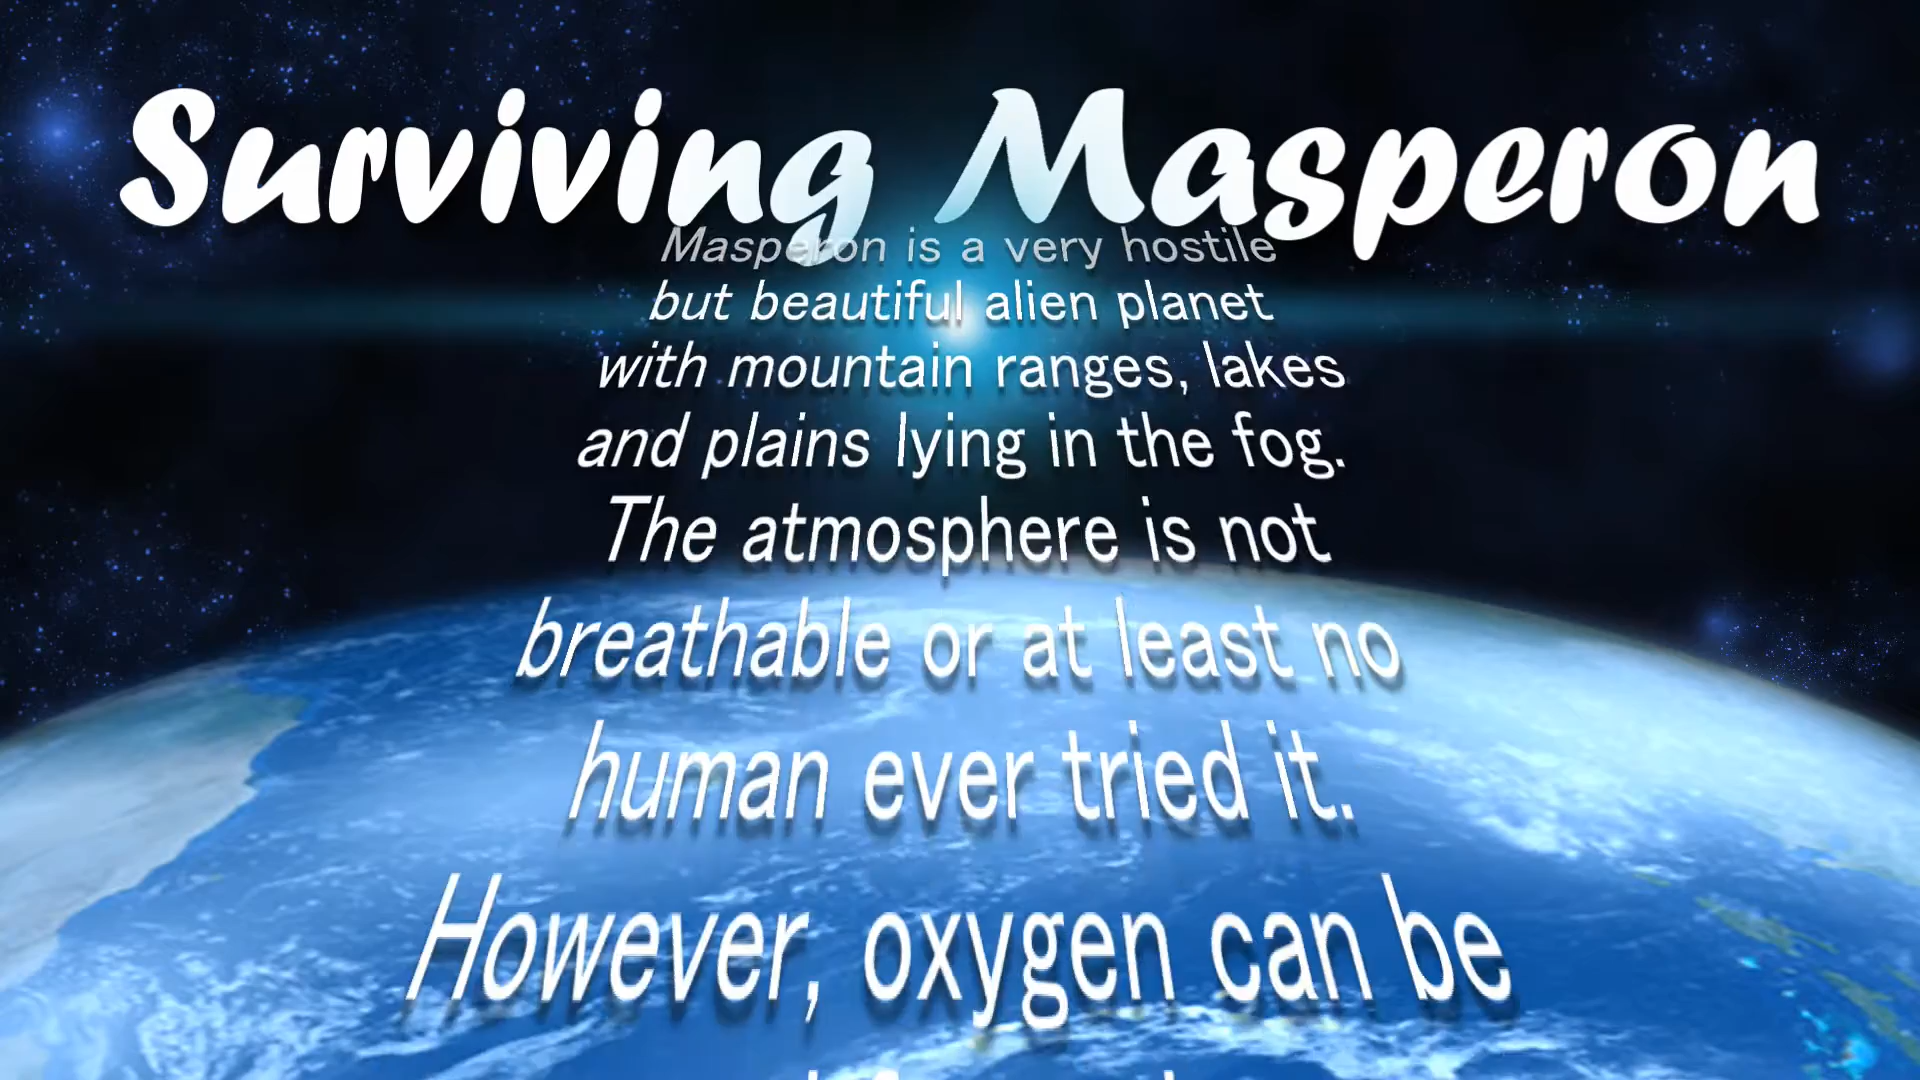 Surviving Masperon
Masperon is a very hostile
but beautiful alien planet
with mountain ranges, lakes
and plains lying in the fog.
The atmosphere is not
breathable or at least no
human ever tried it.
However, oxygen can be